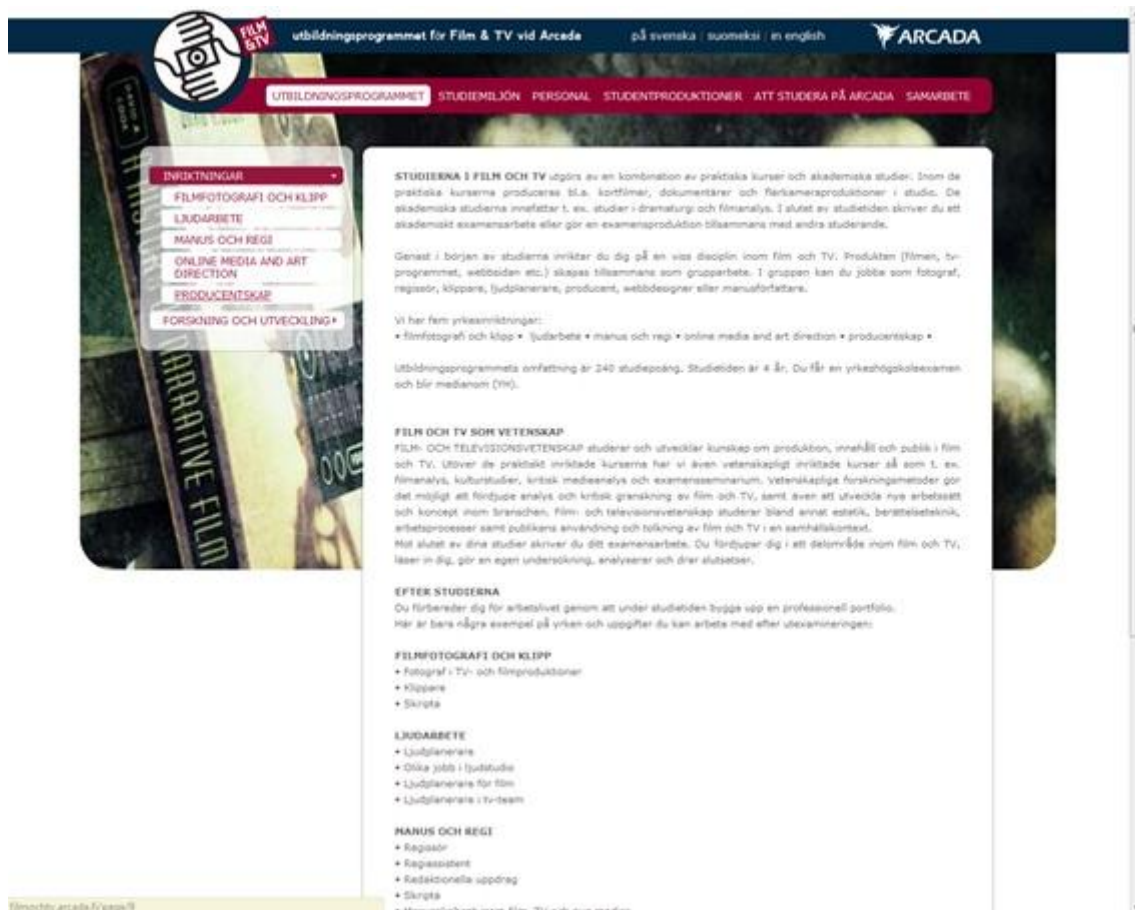 FILM
&TV
utbildningsprogrammet för Film & TV vid Arcada
på svenska | suomeksi | in english
ARCADA
UTBILDNINGSPROGRAMMET STUDIEMILJÖN PERSONAL STUDENTPRODUKTIONER ATT STUDERA PÅ ARCADA SAMARBETE
INRIKTNINGAR
FILMFOTOGRAFI OCH KLIPP
LJUDARBETE
MANUS OCH REGI
ONLINE MEDIA AND ART
DIRECTION
PRODUCENTSKAP
FORSKNING OCH UTVECKLING
NARRATIVE FILM
STUDIERNA I FILM OCH TV utgörs av en kombination av praktiska kurser och akademiska studier. Inom de
praktiska kurserna produceras bl.a. kortfilmer, dokumentärer och flerkameraproduktioner i studio. De
akademiska studierna innefattar t. ex. studier i dramaturgi och filmanalys. I slutet av studietiden skriver du ett
akademiskt examensarbete eller gör en examensproduktion tillsammans med andra studerande.
Genast i början av studierna inriktar du dig på en viss disciplin inom film och TV. Produkten (filmen, tv-
programmet, webbsidan etc.) skapas tillsammans som grupparbete. I gruppen kan du jobba som fotograf,
regissör, klippare, ljudplanerare, producent, webbdesigner eller manusförfattare.
Vi har fem yrkesinriktningar:
• filmfotografi och klipp • ljudarbete • manus och regi • online media and art direction • producentskap •
Utbildningsprogrammets omfattning är 240 studiepoäng. Studietiden är 4 år. Du får en yrkeshögskoleexamen
och blir medianom (YH).
FILM OCH TV SOM VETENSKAP
FILM- OCH TELEVISIONSVETENSKAP studerar och utvecklar kunskap om produktion, innehåll och publik i film
och TV. Utöver de praktiskt inriktade kurserna har vi även vetenskapligt inriktade kurser så som t. ex.
filmanalys, kulturstudier, kritisk medieanalys och examensseminarium. Vetenskapliga forskningsmetoder gör
det möjligt att fördjupa analys och kritisk granskning av film och TV, samt även att utveckla nya arbetssätt
och koncept inom branschen. Film- och televisionsvetenskap studerar bland annat estetik, berättelseteknik,
arbetsprocesser samt publikens användning och tolkning av film och TV i en samhällskontext.
Mot slutet av dina studier skriver du ditt examensarbete. Du fördjupar dig i ett delområde inom film och TV,
läser in dig, gör en egen undersökning, analyserar och drar slutsatser.
EFTER STUDIERNA
Du förbereder dig för arbetslivet genom att under studietiden bygga upp en professionell portfolio.
Här är bara några exempel på yrken och uppgifter du kan arbeta med efter utexamineringen:
FILMFOTOGRAFI OCH KLIPP
• Fotograf i TV- och filmproduktioner
• Klippare
• Skripta
LJUDARBETE
• Ljudplanerare
• Olika jobb i ljudstudio
• Ljudplanerare för film
• Ljudplanerare i tv-team
MANUS OCH REGI
• Regissör
• Regiassistent
• Redaktionella uppdrag
• Skripta
filmochtv.arcada.fi/page/9